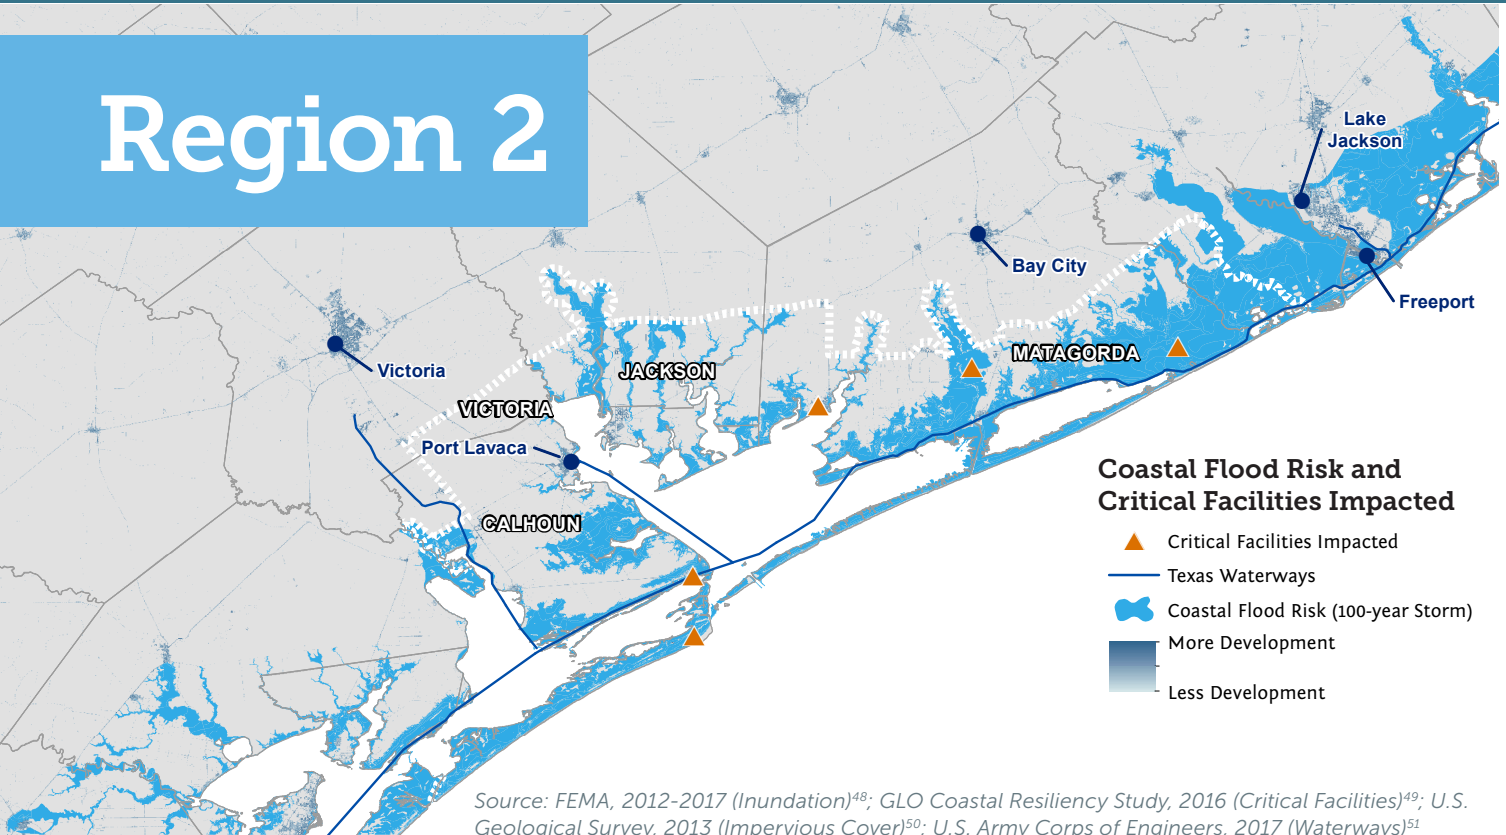 Region 2
Lake
Jackson
Bay City
Freeport
MATAGORDA
JACKSON
Victoria
VICTORIA
Port Lavaca
CALHOUN
Coastal Flood Risk and
Critical Facilities Impacted
Critical Facilities Impacted
Texas Waterways
Coastal Flood Risk (100-year Storm)
More Development
Less Development
Source: FEMA, 2012-2017 (Inundation)⁴⁸; GLO Coastal Resiliency Study, 2016 (Critical Facilities)⁴⁹; U.S.
Geological Survey, 2013 (Impervious Cover)⁵⁰; U.S. Army Corps of Engineers, 2017 (Waterways)⁵¹